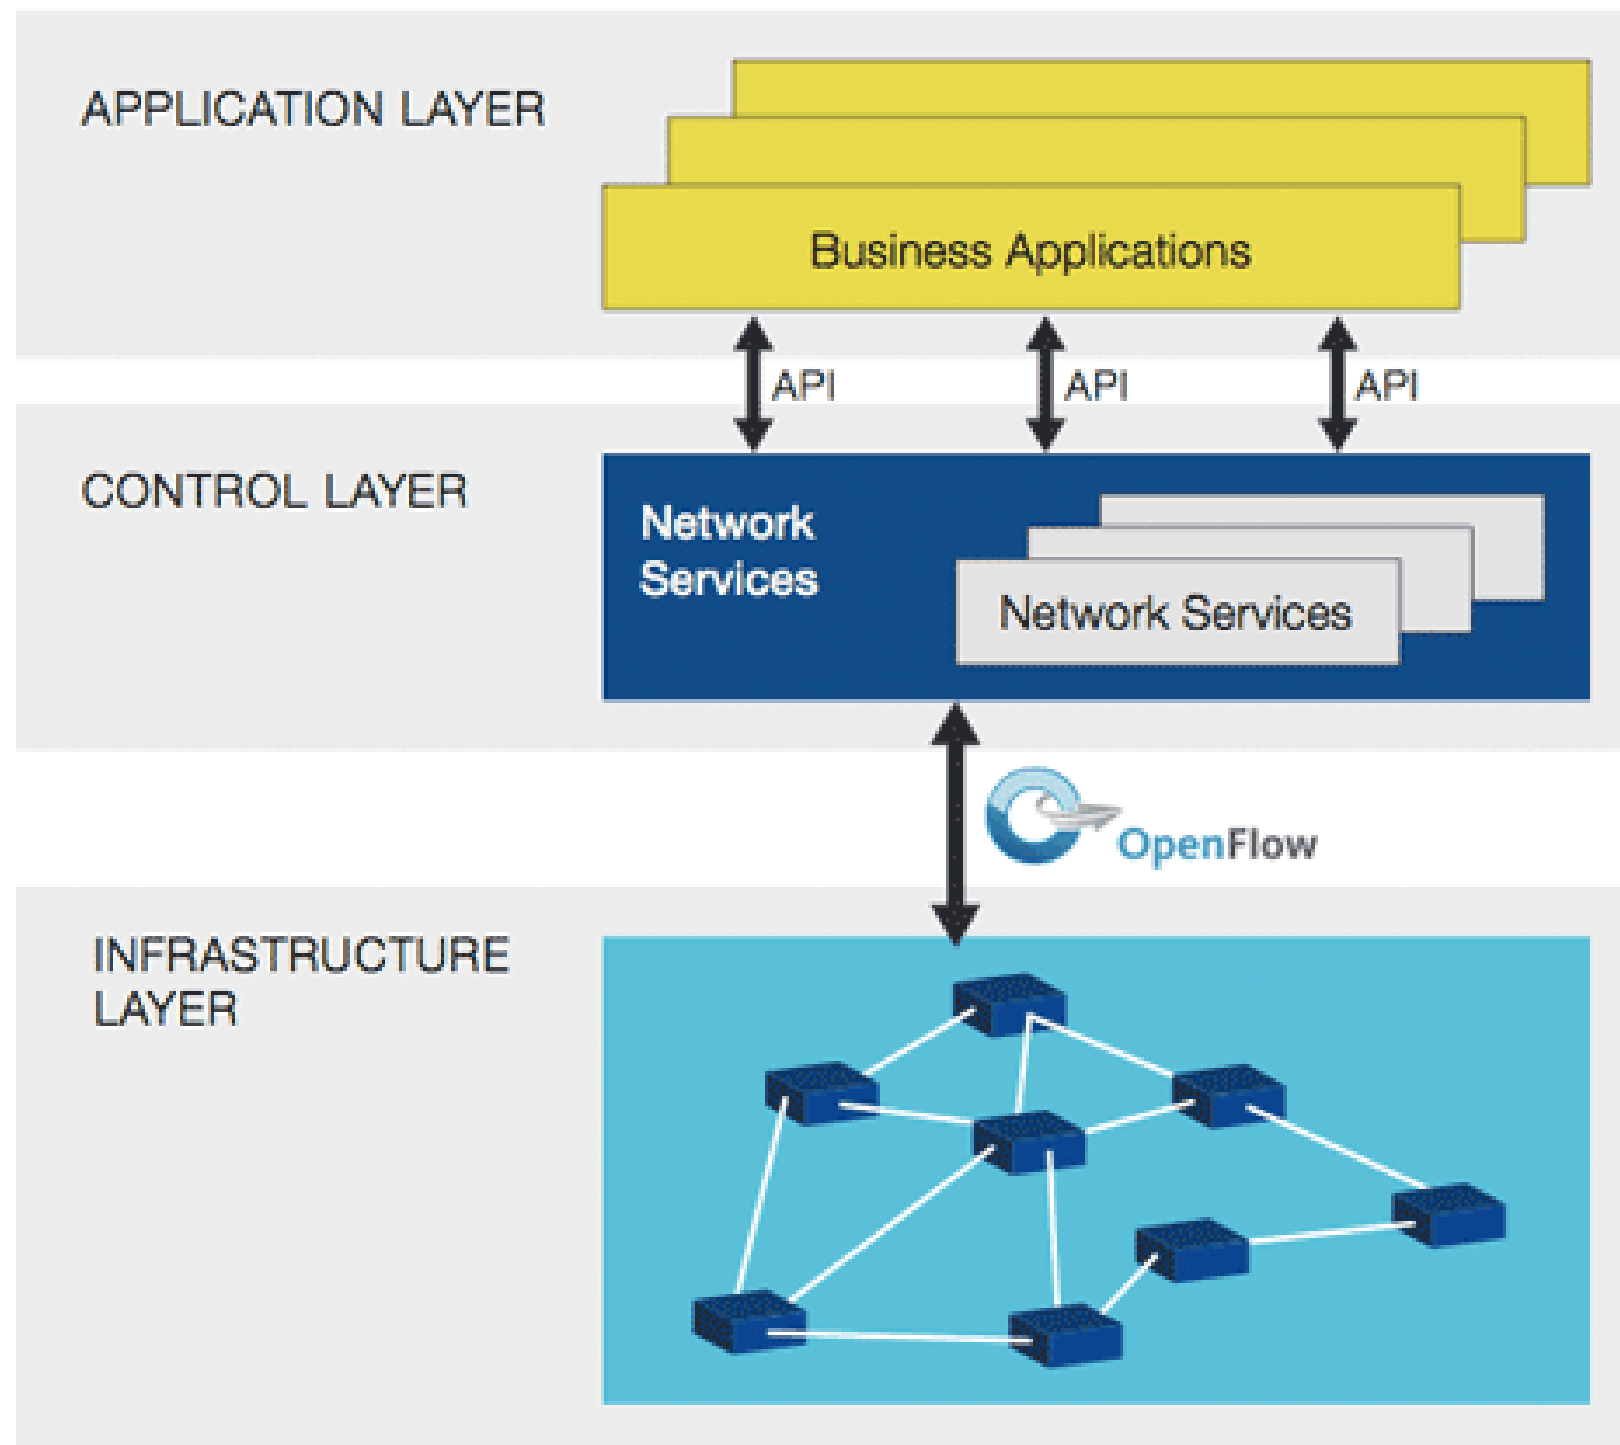 APPLICATION LAYER
Business Applications
API API API
CONTROL LAYER
Network
Services
Network Services
OpenFlow
INFRASTRUCTURE
LAYER